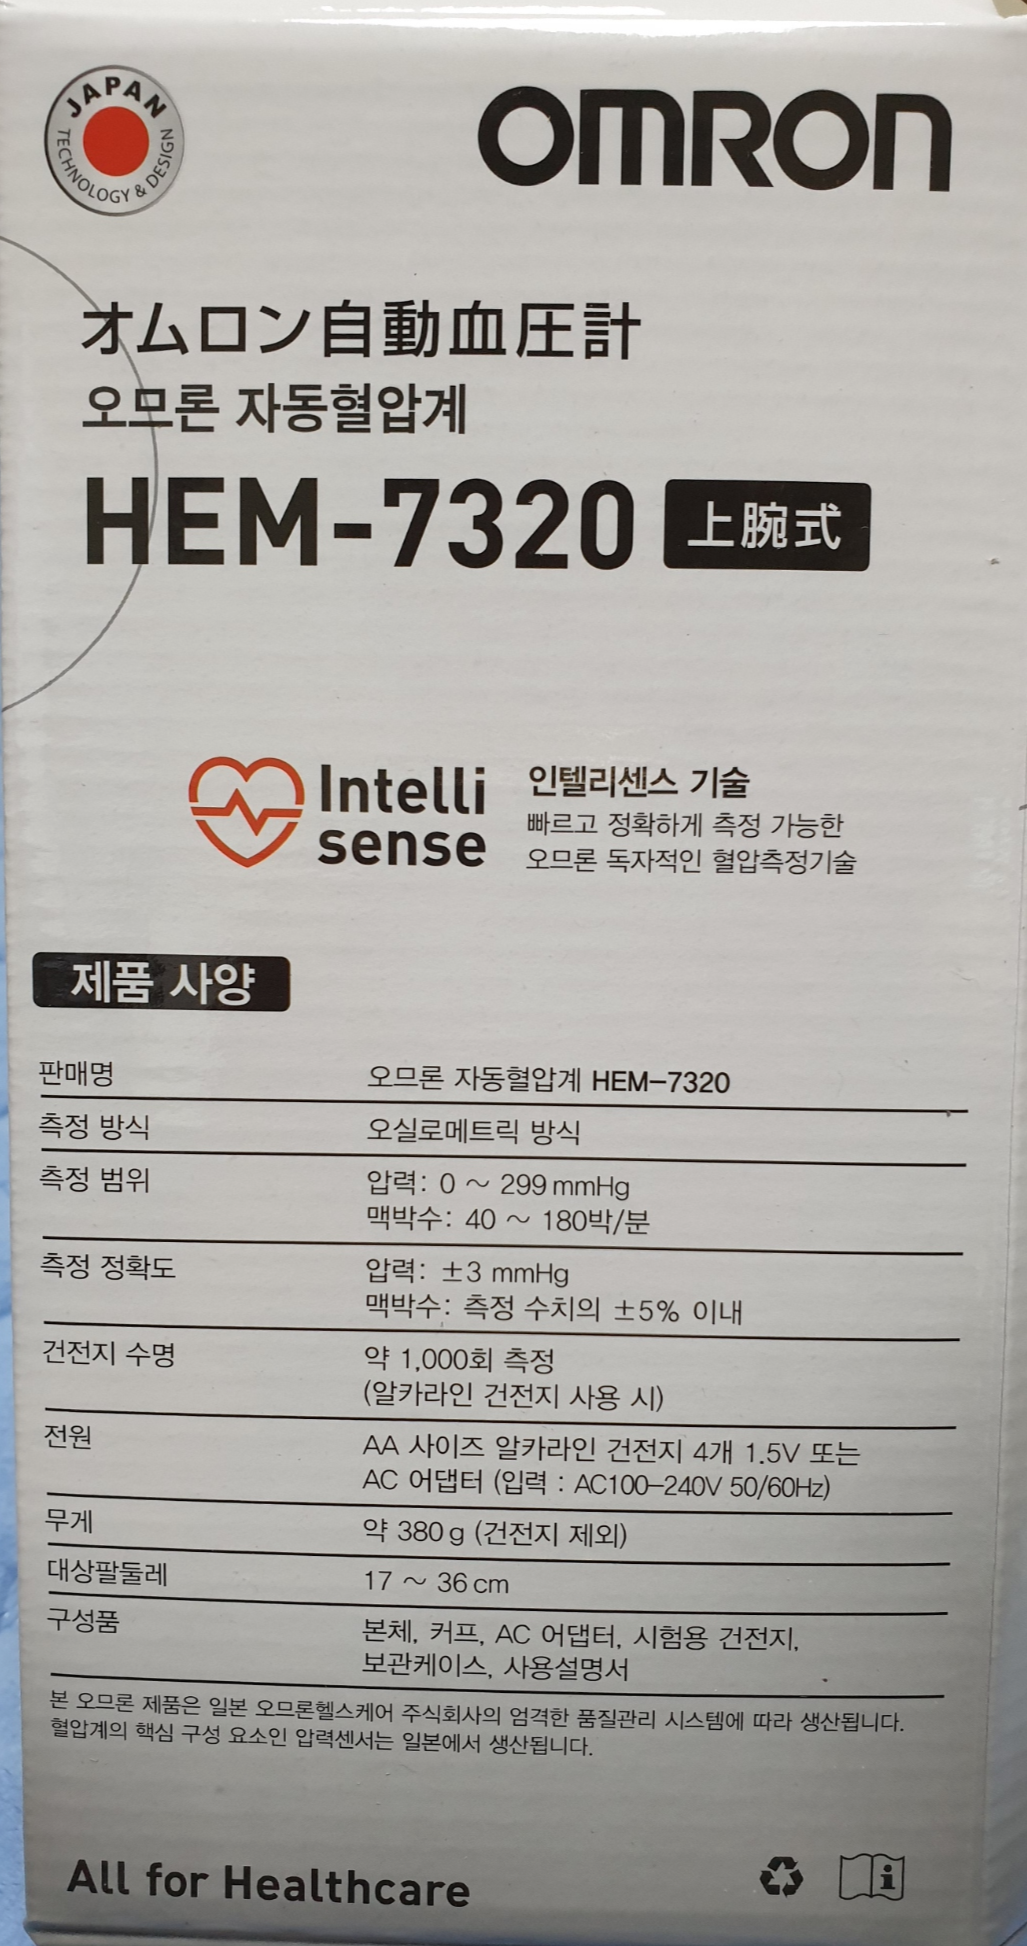 JAPAN
TECHNOLOGY & DESIGN
OMRON
オムロン自動血圧計
오므론 자동혈압계
HEM-7320 上腕式
Intelli
sense
인텔리센스 기술
빠르고 정확하게 측정 가능한
오므론 독자적인 혈압측정기술
제품 사양
판매명 오므론 자동혈압계 HEM-7320
측정 방식 오실로메트릭 방식
측정 범위 압력: 0 ~ 299 mmHg
맥박수: 40 ~ 180박/분
측정 정확도 압력: ±3 mmHg
맥박수: 측정 수치의 ±5% 이내
건전지 수명 약 1,000회 측정
(알카라인 건전지 사용 시)
전원 AA 사이즈 알카라인 건전지 4개 1.5V 또는
AC 어댑터 (입력 : AC100-240V 50/60Hz)
무게 약 380 g (건전지 제외)
대상팔둘레 17 ~ 36 cm
구성품 본체, 커프, AC 어댑터, 시험용 건전지,
보관케이스, 사용설명서
본 오므론 제품은 일본 오므론헬스케어 주식회사의 엄격한 품질관리 시스템에 따라 생산됩니다.
혈압계의 핵심 구성 요소인 압력센서는 일본에서 생산됩니다.
All for Healthcare